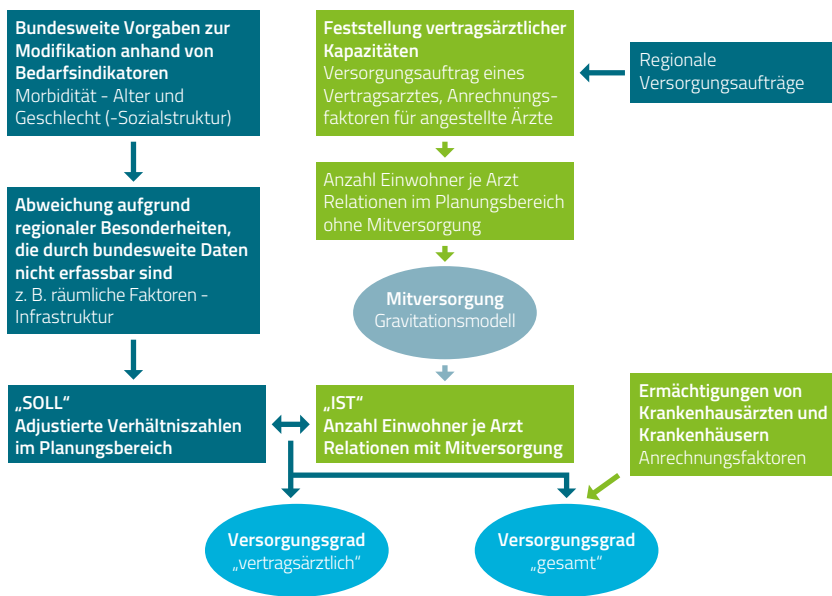 Bundesweite Vorgaben zur
Modifikation anhand von
Bedarfsindikatoren
Morbidität - Alter und
Geschlecht (-Sozialstruktur)
Abweichung aufgrund
regionaler Besonderheiten,
die durch bundesweite Daten
nicht erfassbar sind
z. B. räumliche Faktoren -
Infrastruktur
„SOLL"
Adjustierte Verhältniszahlen
im Planungsbereich
Feststellung vertragsärztlicher
Kapazitäten
Versorgungsauftrag eines
Vertragsarztes, Anrechnungs-
faktoren für angestellte Ärzte
Regionale
Versorgungsaufträge
Anzahl Einwohner je Arzt
Relationen im Planungsbereich
ohne Mitversorgung
Mitversorgung
Gravitationsmodell
„IST"
Anzahl Einwohner je Arzt
Relationen mit Mitversorgung
Ermächtigungen von
Krankenhausärzten und
Krankenhäusern
Anrechnungsfaktoren
Versorgungsgrad
„vertragsärztlich"
Versorgungsgrad
„gesamt"